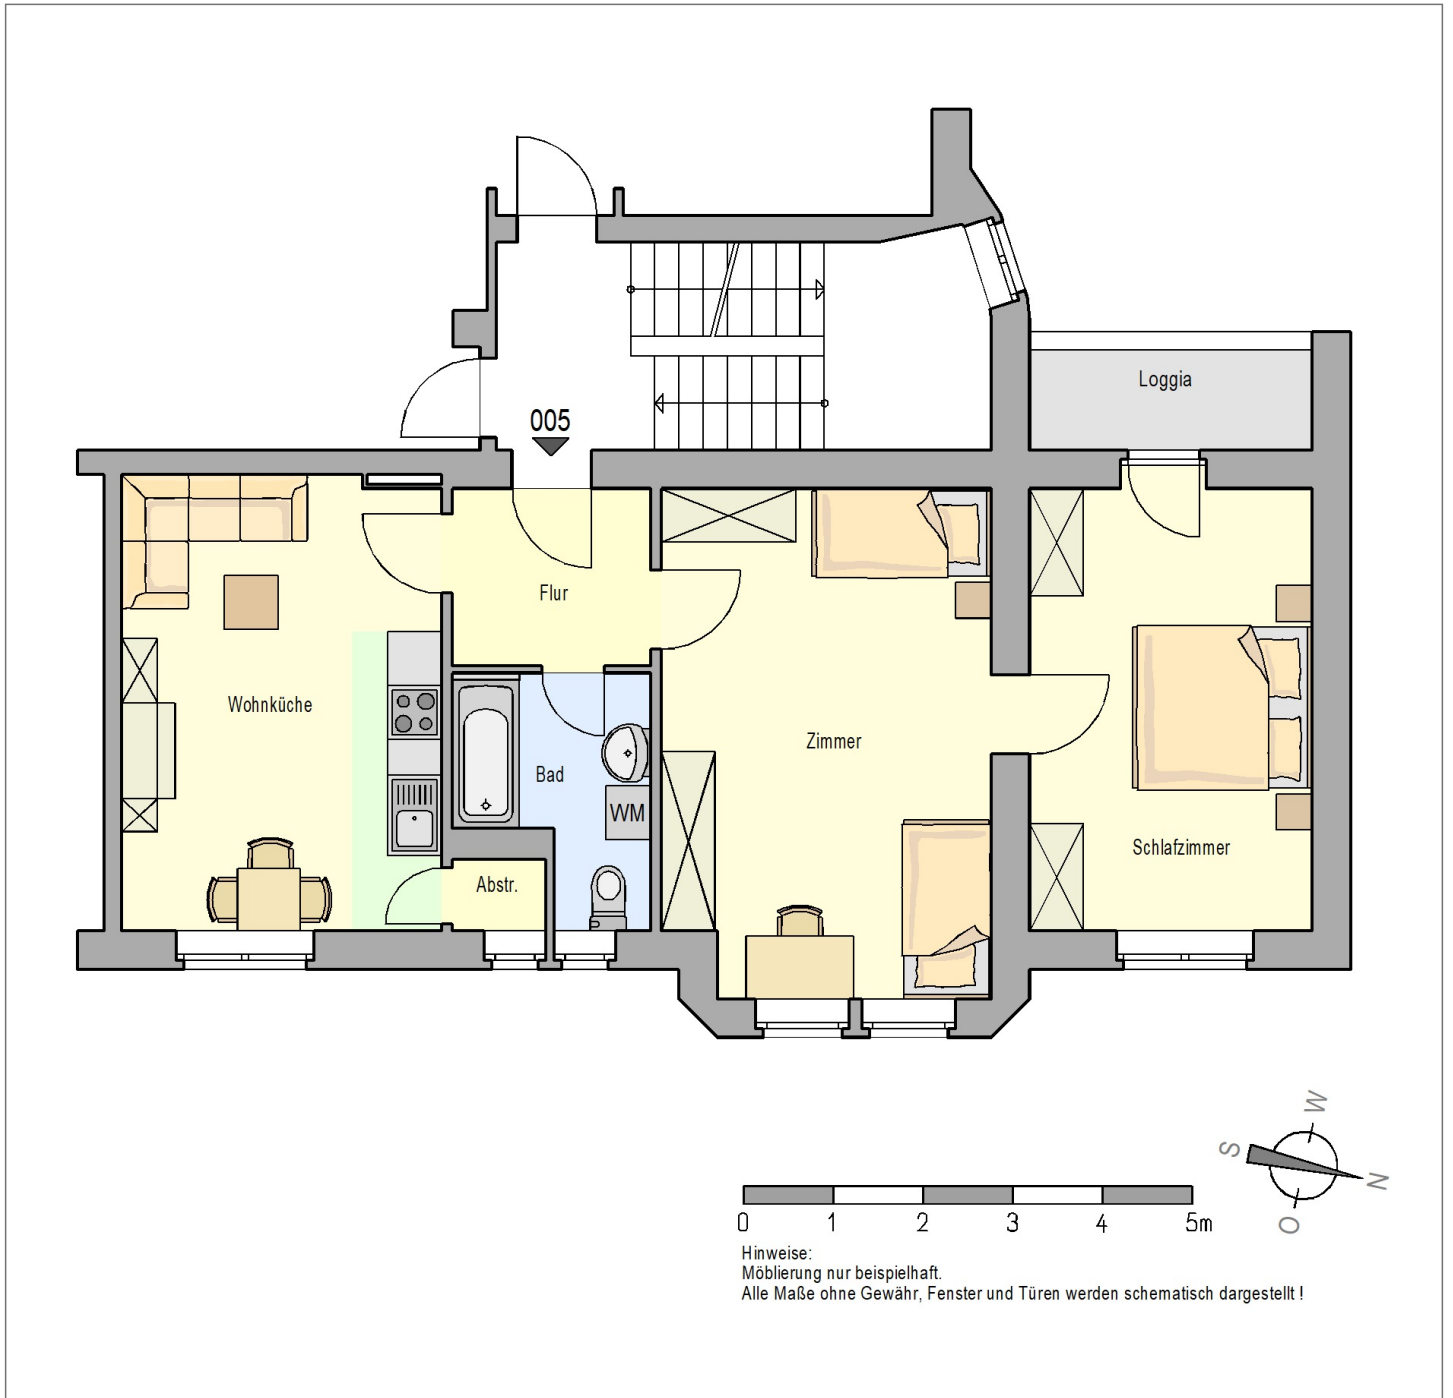 005
Loggia
Flur
Wohnküche
Zimmer
Bad
WM
Schlafzimmer
Abstr.
S W
O N
0 1 2 3 4 5m
Hinweise:
Möblierung nur beispielhaft.
Alle Maße ohne Gewähr, Fenster und Türen werden schematisch dargestellt !